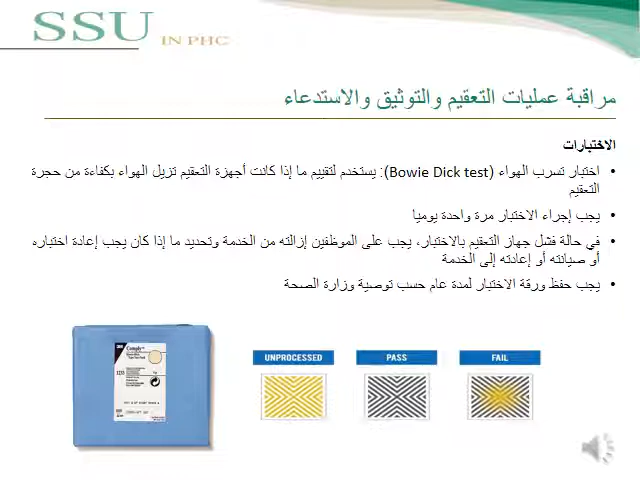 SSU IN PHC
مراقبة عمليات التعقيم والتوثيق والاستدعاء
الاختبارات
• اختبار تسرب الهواء (Bowie Dick test): يستخدم لتقييم ما إذا كانت أجهزة التعقيم تزيل الهواء بكفاءة من حجرة
التعقيم
• يجب إجراء الاختبار مرة واحدة يوميا
• في حالة فشل جهاز التعقيم بالاختبار، يجب على الموظفين إزالته من الخدمة وتحديد ما إذا كان يجب إعادة اختباره
أو صيانته أو إعادته إلى الخدمة
• يجب حفظ ورقة الاختبار لمدة عام حسب توصية وزارة الصحة
UNPROCESSED
PASS
FAIL
3M Comply